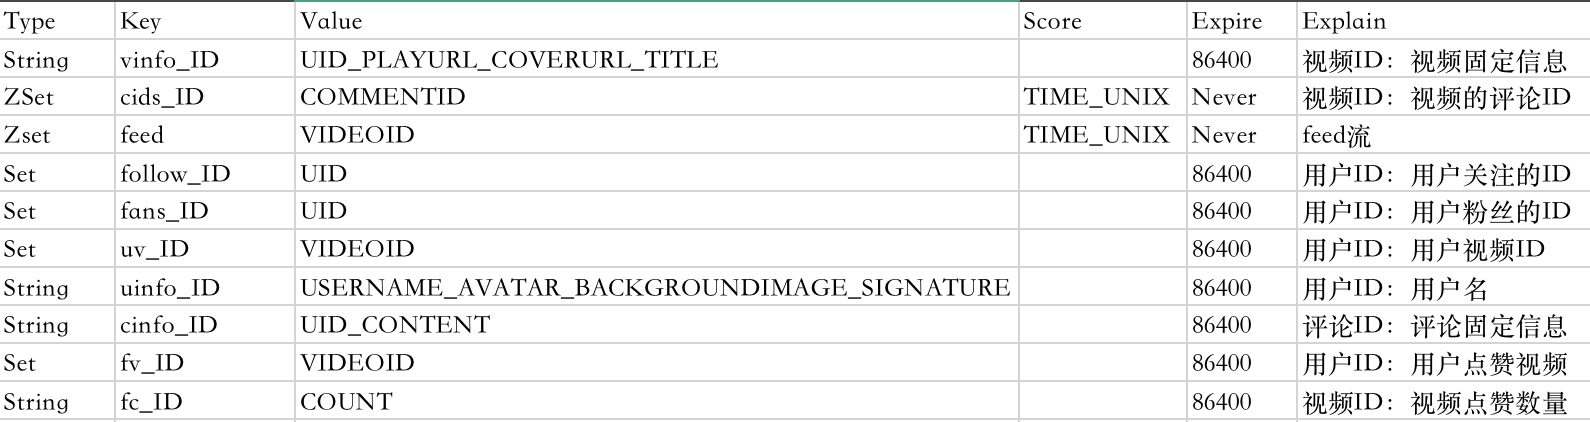 Type Key Value Score Expire Explain
String vinfo_ID UID_PLAYURL_COVERURL_TITLE 86400 视频ID：视频固定信息
ZSet cids_ID COMMENTID TIME_UNIX Never 视频ID：视频的评论ID
Zset feed VIDEOID TIME_UNIX Never feed流
Set follow_ID UID 86400 用户ID：用户关注的ID
Set fans_ID UID 86400 用户ID：用户粉丝的ID
Set uv_ID VIDEOID 86400 用户ID：用户视频ID
String uinfo_ID USERNAME_AVATAR_BACKGROUNDIMAGE_SIGNATURE 86400 用户ID：用户名
String cinfo_ID UID_CONTENT 86400 评论ID：评论固定信息
Set fv_ID VIDEOID 86400 用户ID：用户点赞视频
String fc_ID COUNT 86400 视频ID：视频点赞数量